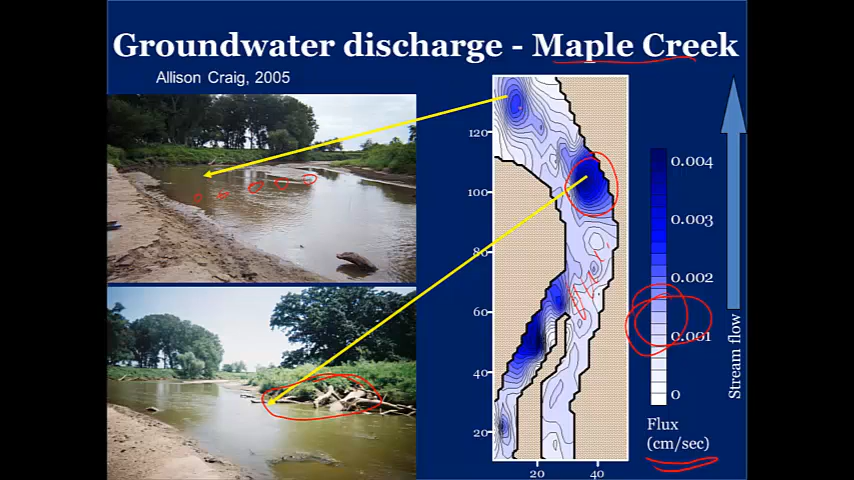 Groundwater discharge - Maple Creek
Allison Craig, 2005
120
100
80
60
40
20
20
40
0.004
0.003
0.002
0.001
0
Flux
(cm/sec)
Stream flow